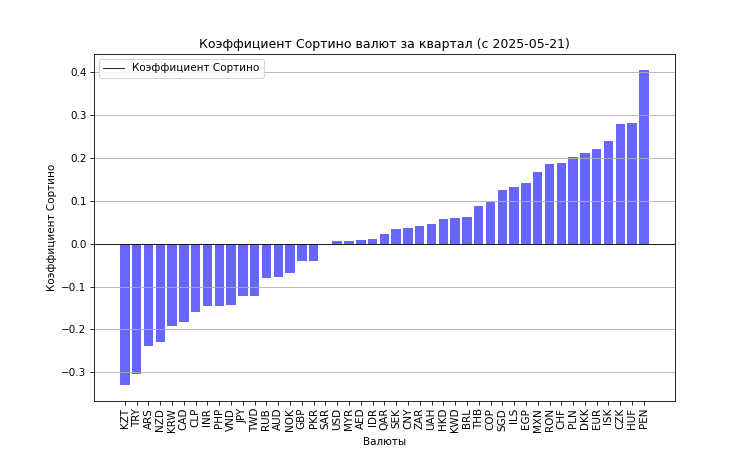 Коэффициент Сортино валют за квартал (с 2025-05-21)
Коэффициент Сортино
Коэффициент Сортино
0.4
0.3
0.2
0.1
0.0
−0.1
−0.2
−0.3
KZT TRY ARS NZD KRW CAD CLP INR PHP VND JPY TWD RUB AUD NOK GBP PKR SAR USD MYR AED IDR QAR SEK CNY ZAR UAH HKD KWD BRL THB COP SGD ILS EGP MXN RON CHF PLN DKK EUR ISK CZK HUF PEN
Валюты